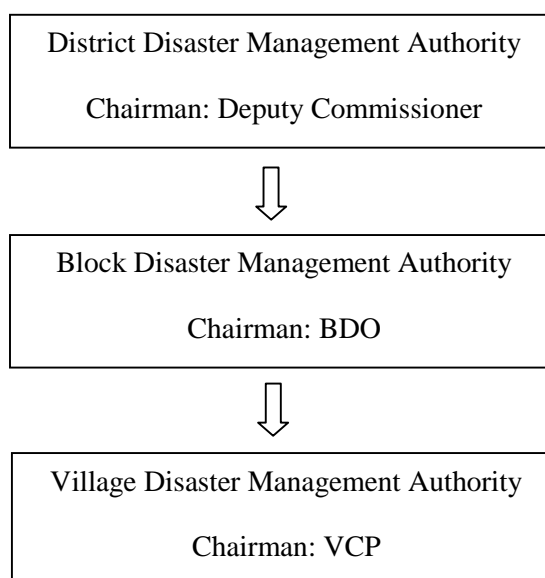 District Disaster Management Authority
Chairman: Deputy Commissioner
Block Disaster Management Authority
Chairman: BDO
Village Disaster Management Authority
Chairman: VCP